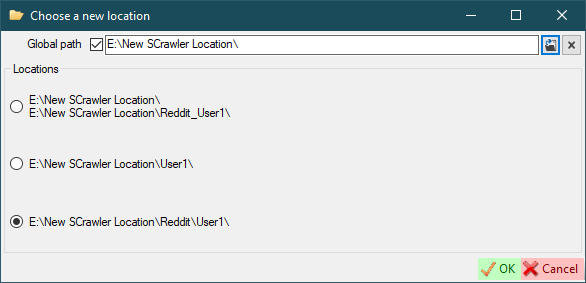 Choose a new location
Global path E:\New SCrawler Location\
Locations
E:\New SCrawler Location\
E:\New SCrawler Location\Reddit_User1\
E:\New SCrawler Location\User1\
E:\New SCrawler Location\Reddit\User1\
OK Cancel